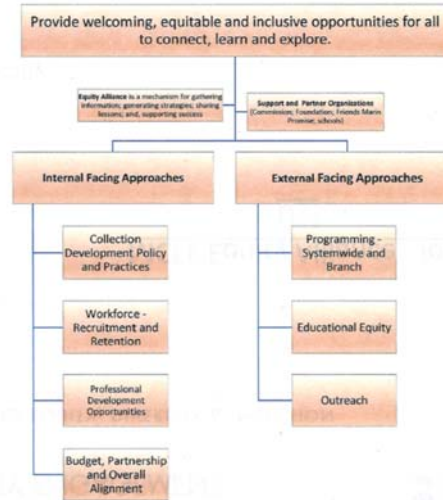 Provide welcoming, equitable and inclusive opportunities for all
to connect, learn and explore.
Equity Alliance is a mechanism for gathering
information; generating strategies; sharing
lessons; and, supporting success
Support and Partner Organizations
(Commission, Foundation, Friends Marin
Promise; schools)
Internal Facing Approaches
External Facing Approaches
Collection
Development Policy
and Practices
Programming -
Systemwide and
Branch
Workforce -
Recruitment and
Retention
Educational Equity
Professional
Development
Opportunities
Outreach
Budget, Partnership
and Overall
Alignment